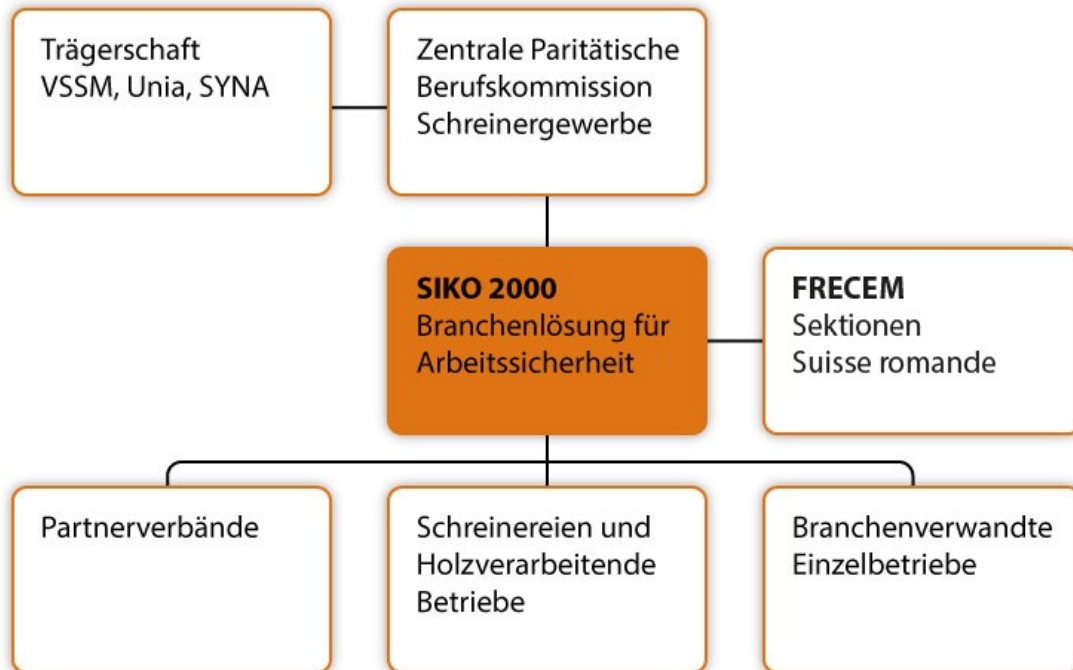 Trägerschaft
VSSM, Unia, SYNA
Zentrale Paritätische
Berufskommission
Schreinergewerbe
SIKO 2000
Branchenlösung für
Arbeitssicherheit
FRECEM
Sektionen
Suisse romande
Partnerverbände
Schreinereien und
Holzverarbeitende
Betriebe
Branchenverwandte
Einzelbetriebe